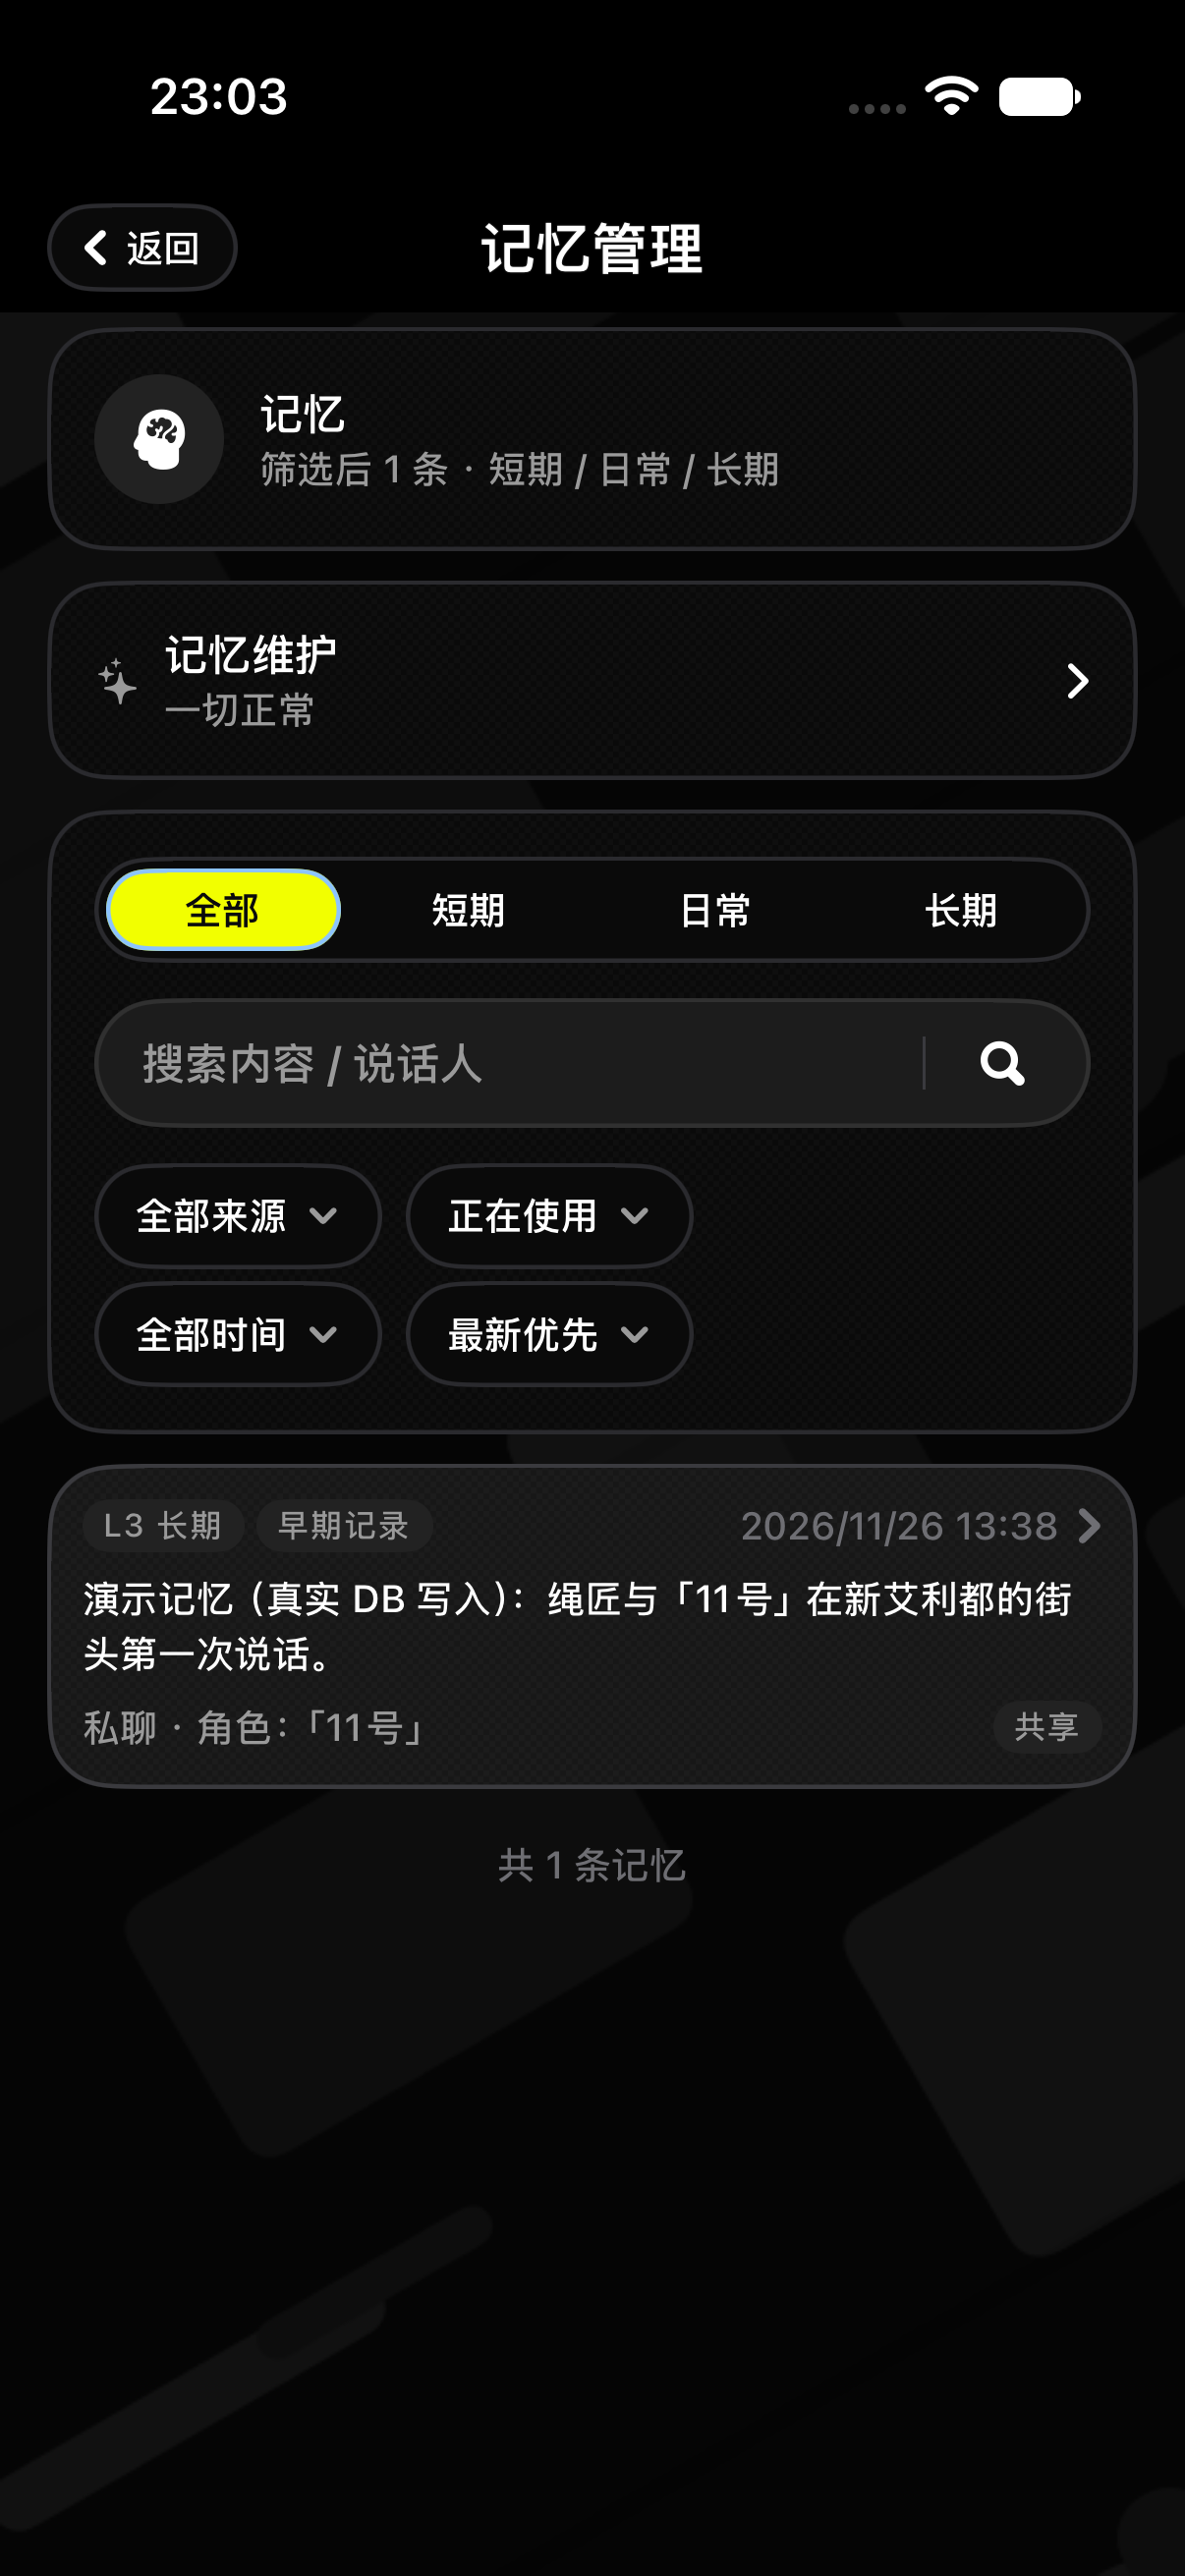 23:03
返回
记忆管理
记忆
筛选后 1 条 · 短期 / 日常 / 长期
记忆维护
一切正常
全部
短期
日常
长期
搜索内容 / 说话人
全部来源
正在使用
全部时间
最新优先
L3 长期
早期记录
2026/11/26 13:38
演示记忆（真实 DB 写入）：绳匠与「11号」在新艾利都的街
头第一次说话。
私聊 · 角色：「11号」
共享
共 1 条记忆